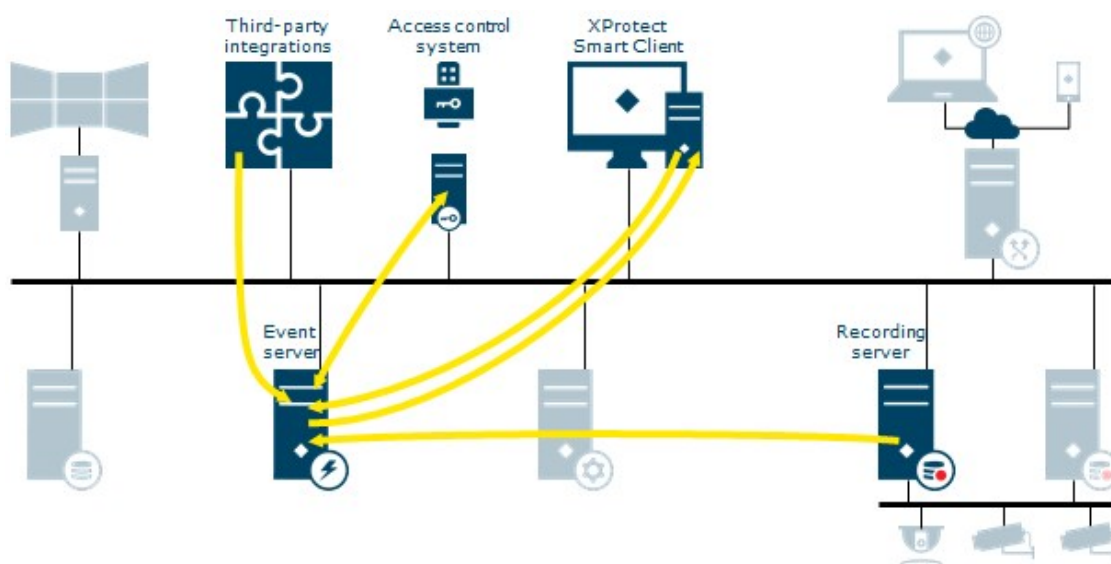 Third-party
integrations
Access control
system
XProtect
Smart Client
Event
server
Recording
server